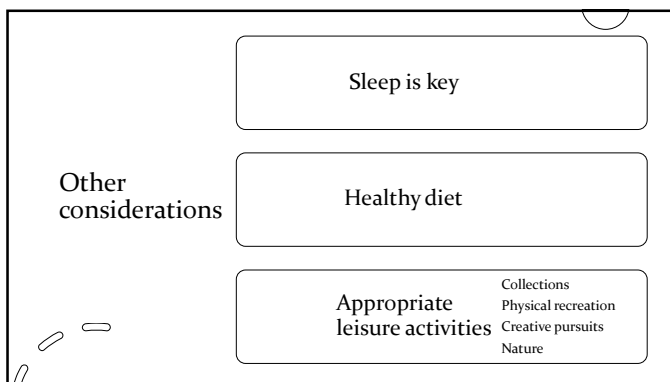 Other
considerations
Sleep is key
Healthy diet
Appropriate
leisure activities
Collections
Physical recreation
Creative pursuits
Nature